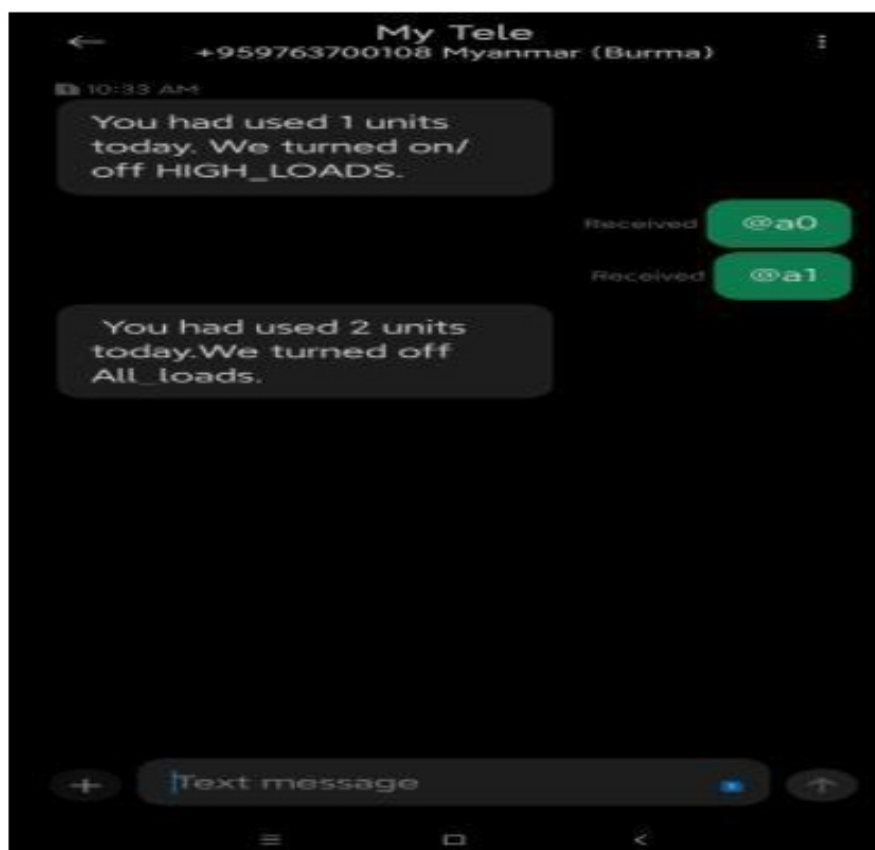 My Tele
+959763700108 Myanmar (Burma)
10:33 AM
You had used 1 units
today. We turned on/
off HIGH_LOADS.
Received @a0
Received @a1
You had used 2 units
today.We turned off
All_loads.
Text message